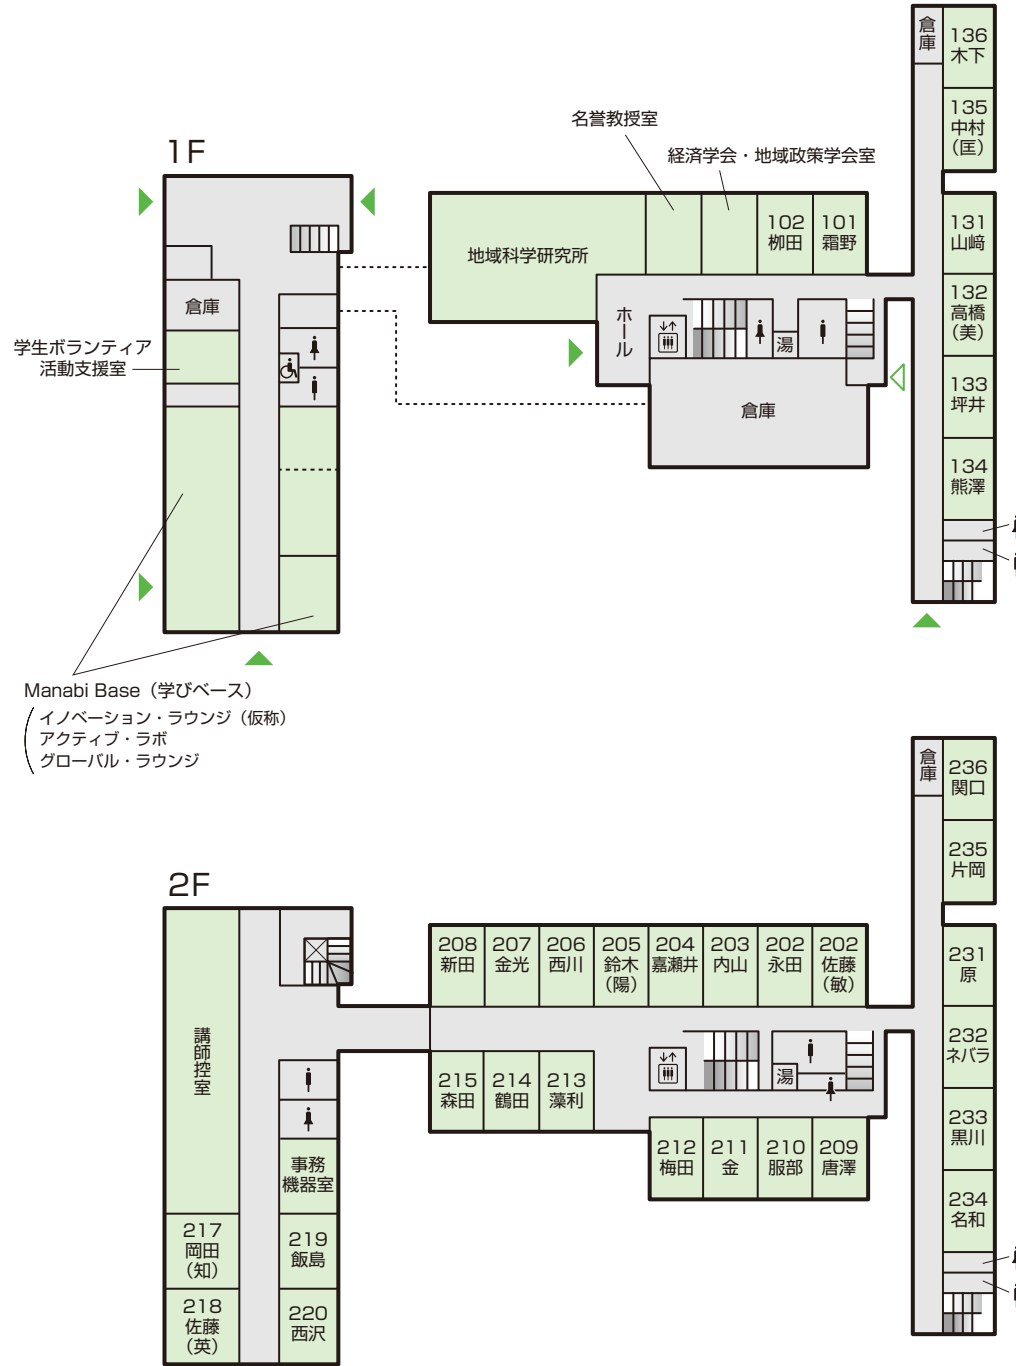 1F
倉庫
136
木下
135
中村
(匡)
名誉教授室
経済学会・地域政策学会室
地域科学研究所
102
栁田
101
霜野
131
山﨑
倉庫
ホール
湯
132
高橋
(美)
学生ボランティア
活動支援室
133
坪井
倉庫
134
熊澤
Manabi Base(学びベース)
イノベーション・ラウンジ(仮称)
アクティブ・ラボ
グローバル・ラウンジ
2F
倉庫
236
関口
235
片岡
208
新田
207
金光
206
西川
205
鈴木
(陽)
204
嘉瀬井
203
内山
202
永田
202
佐藤
(敏)
231
原
講師控室
232
ネバラ
215
森田
214
鶴田
213
藻利
湯
233
黒川
212
梅田
211
金
210
服部
209
唐澤
事務
機器室
234
名和
217
岡田
(知)
219
飯島
218
佐藤
(英)
220
西沢